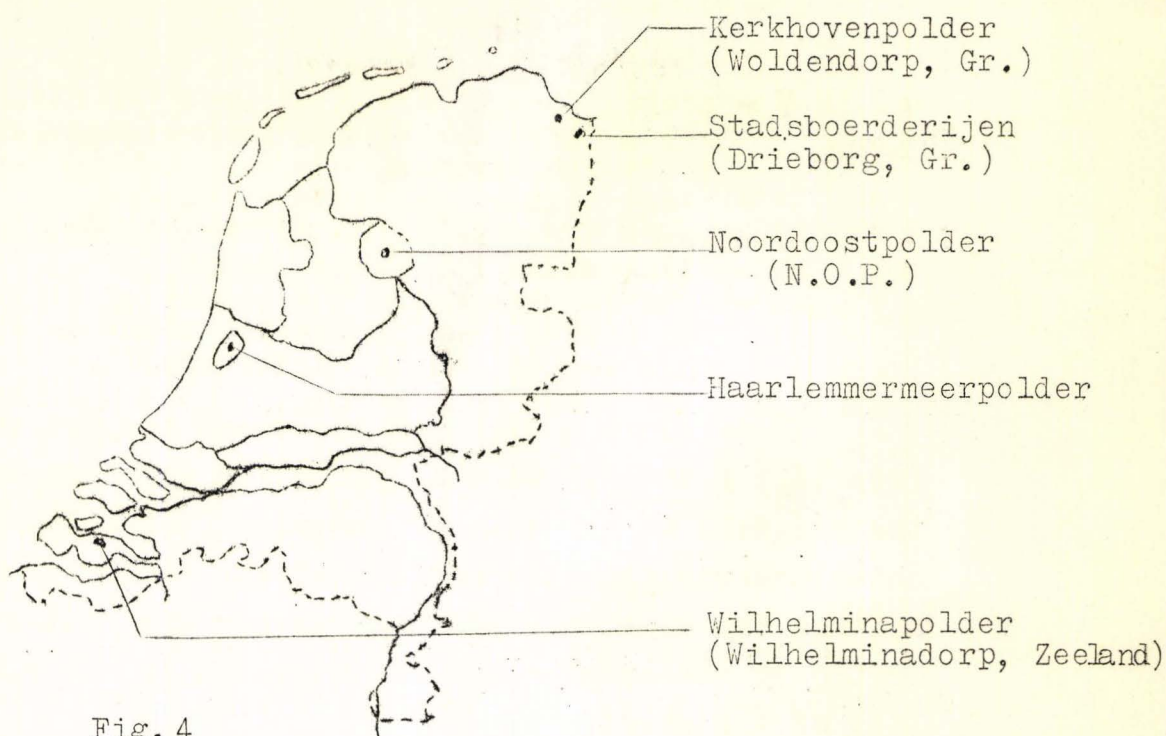 Kerkhovenpolder
(Woldendorp, Gr.)
Stadsboerderijen
(Drieborg, Gr.)
Noordoostpolder
(N.O.P.)
Haarlemmermeerpolder
Wilhelminapolder
(Wilhelminadorp, Zeeland)
Fig. 4